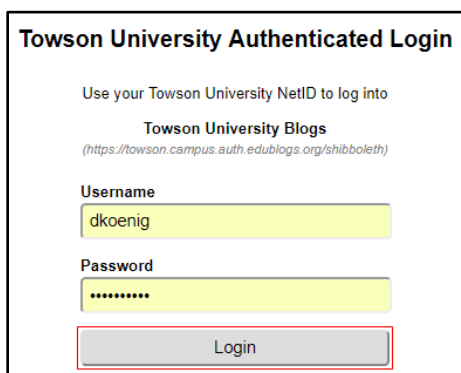 Towson University Authenticated Login
Use your Towson University NetID to log into
Towson University Blogs
(https://towson.campus.auth.edublogs.org/shibboleth)
Username
dkoenig
Password
••••••••••
Login